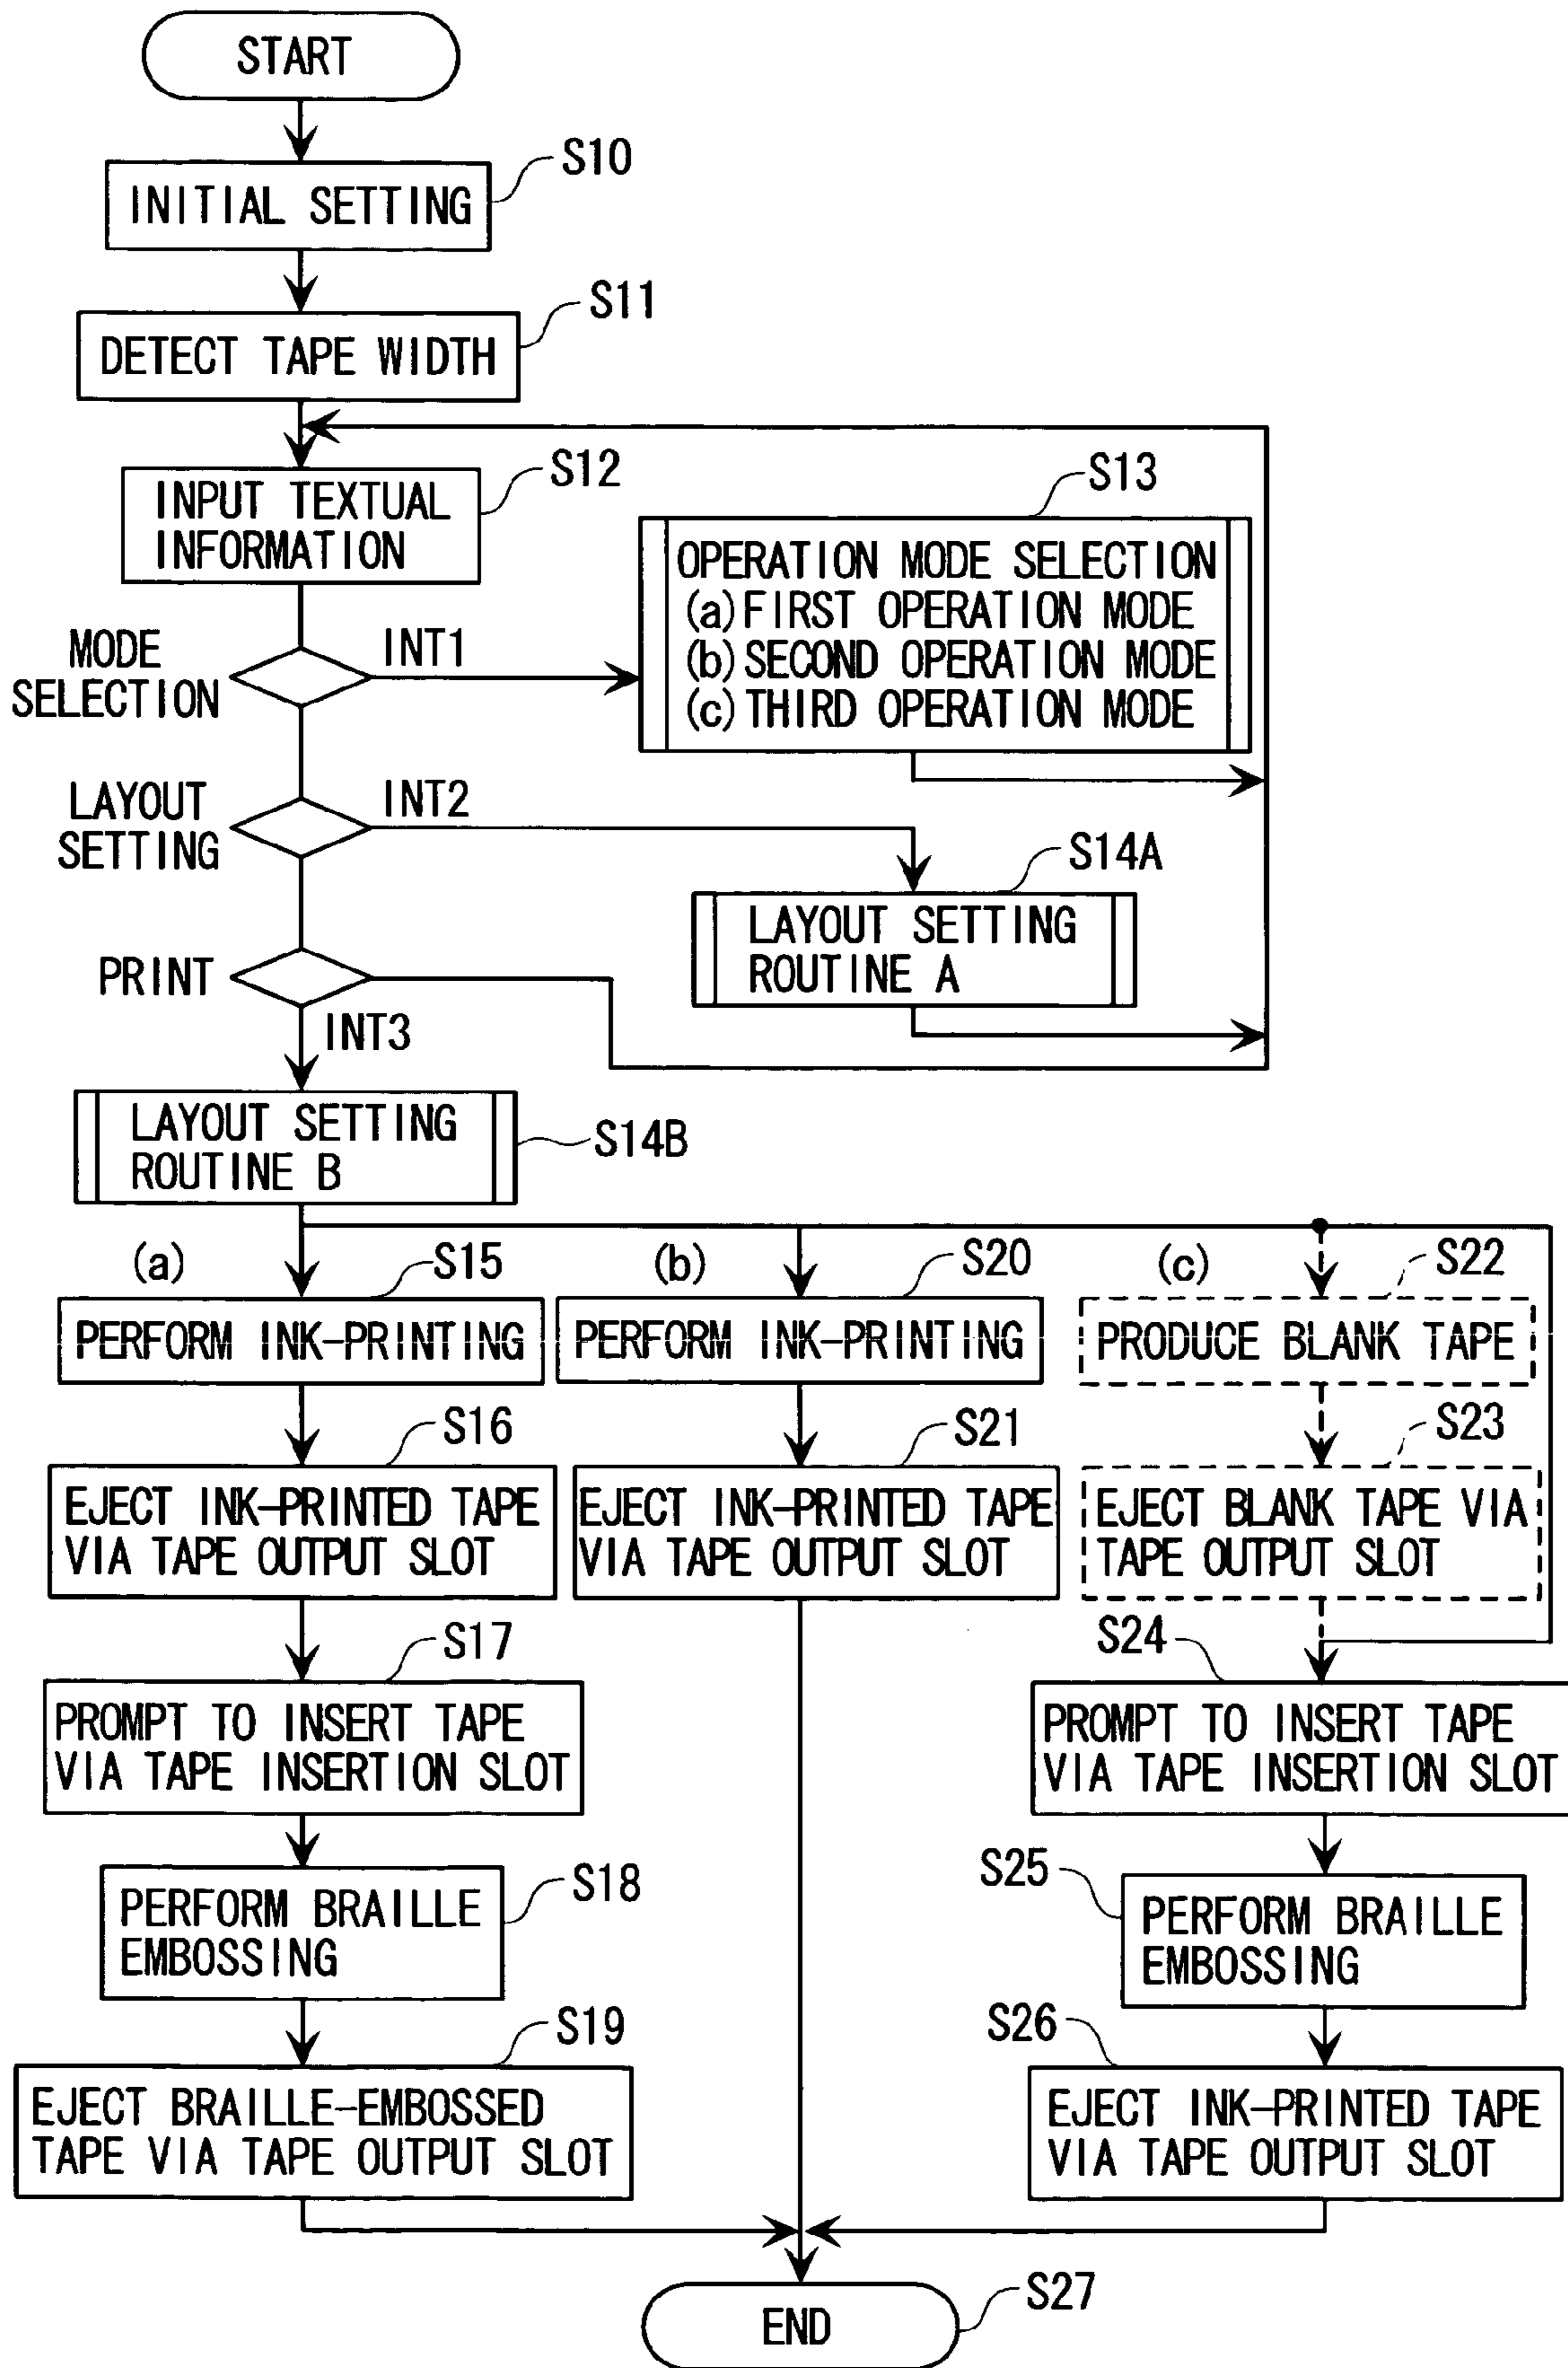 START
S10
INITIAL SETTING
S11
DETECT TAPE WIDTH
S12
INPUT TEXTUAL
INFORMATION
S13
OPERATION MODE SELECTION
(a) FIRST OPERATION MODE
(b) SECOND OPERATION MODE
(c) THIRD OPERATION MODE
MODE
SELECTION
INT1
LAYOUT
SETTING
INT2
S14A
LAYOUT SETTING
ROUTINE A
PRINT
INT3
LAYOUT SETTING
ROUTINE B
S14B
(a)
S15
PERFORM INK-PRINTING
S16
EJECT INK-PRINTED TAPE
VIA TAPE OUTPUT SLOT
S17
PROMPT TO INSERT TAPE
VIA TAPE INSERTION SLOT
S18
PERFORM BRAILLE
EMBOSSING
S19
EJECT BRAILLE-EMBOSSED
TAPE VIA TAPE OUTPUT SLOT
(b)
S20
PERFORM INK-PRINTING
S21
EJECT INK-PRINTED TAPE
VIA TAPE OUTPUT SLOT
(c)
S22
PRODUCE BLANK TAPE
S23
EJECT BLANK TAPE VIA
TAPE OUTPUT SLOT
S24
PROMPT TO INSERT TAPE
VIA TAPE INSERTION SLOT
S25
PERFORM BRAILLE
EMBOSSING
S26
EJECT INK-PRINTED TAPE
VIA TAPE OUTPUT SLOT
S27
END